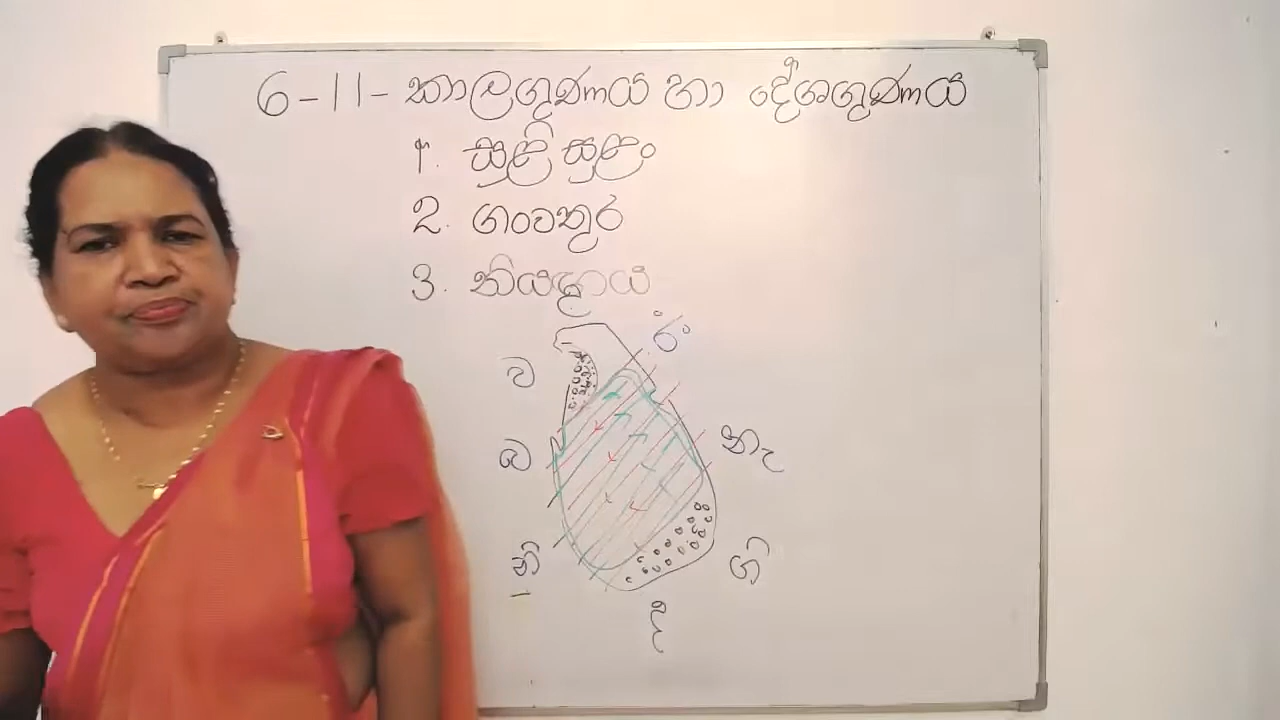 6-11- කාලගුණය හා දේශගුණය
1. සුළි සුළං
2. ගංවතුර
3. නියඟය
ව
නැ
බ
නි
ගි
ද